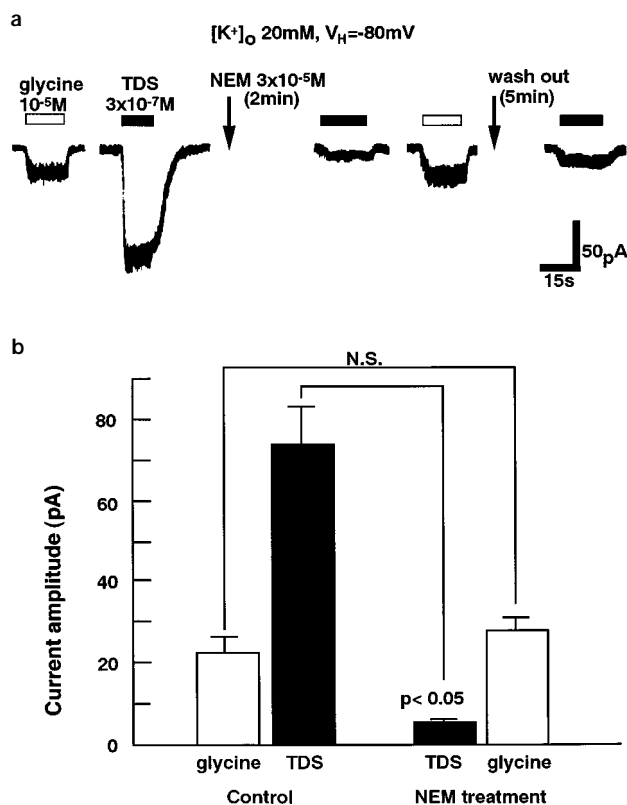 a
[K+]o 20mM, VH=-80mV
glycine
10-5M
TDS
3x10-7M
NEM 3x10-5M
(2min)
wash out
(5min)
50pA
15s
b
N.S.
80
60
40
20
0
Current amplitude (pA)
p< 0.05
glycine TDS TDS glycine
Control NEM treatment